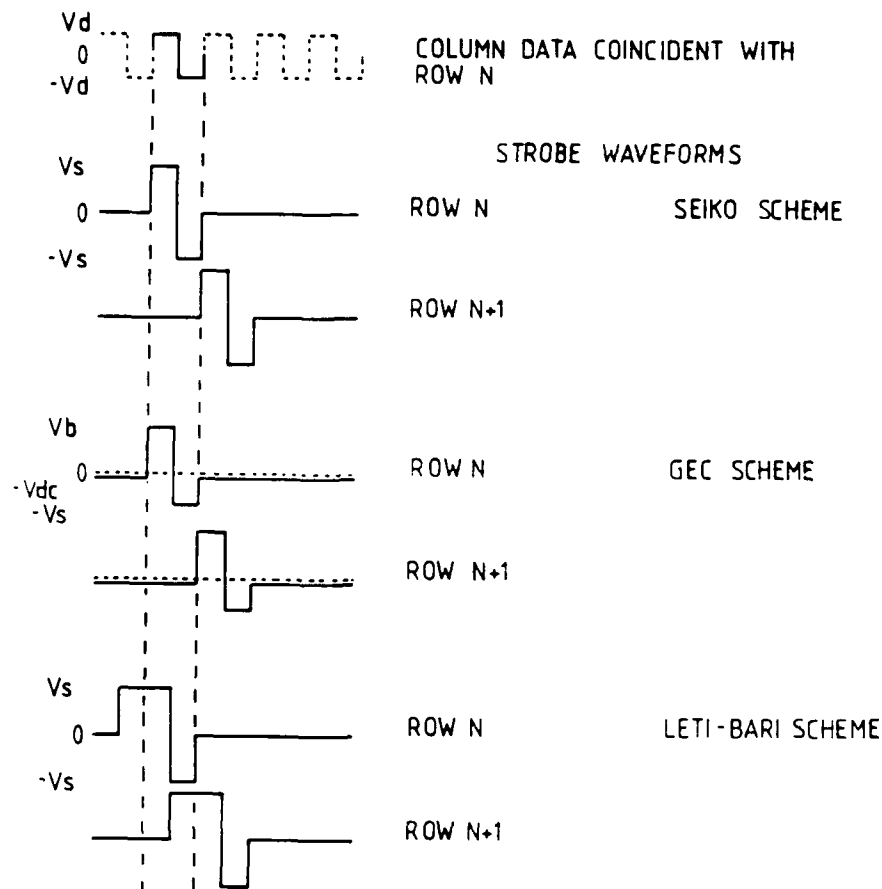 Vd
0
-Vd
COLUMN DATA COINCIDENT WITH
ROW N
STROBE WAVEFORMS
Vs
0
-Vs
ROW N SEIKO SCHEME
ROW N+1
Vb
0
-Vdc
-Vs
ROW N GEC SCHEME
ROW N+1
Vs
0
-Vs
ROW N LETI-BARI SCHEME
ROW N+1